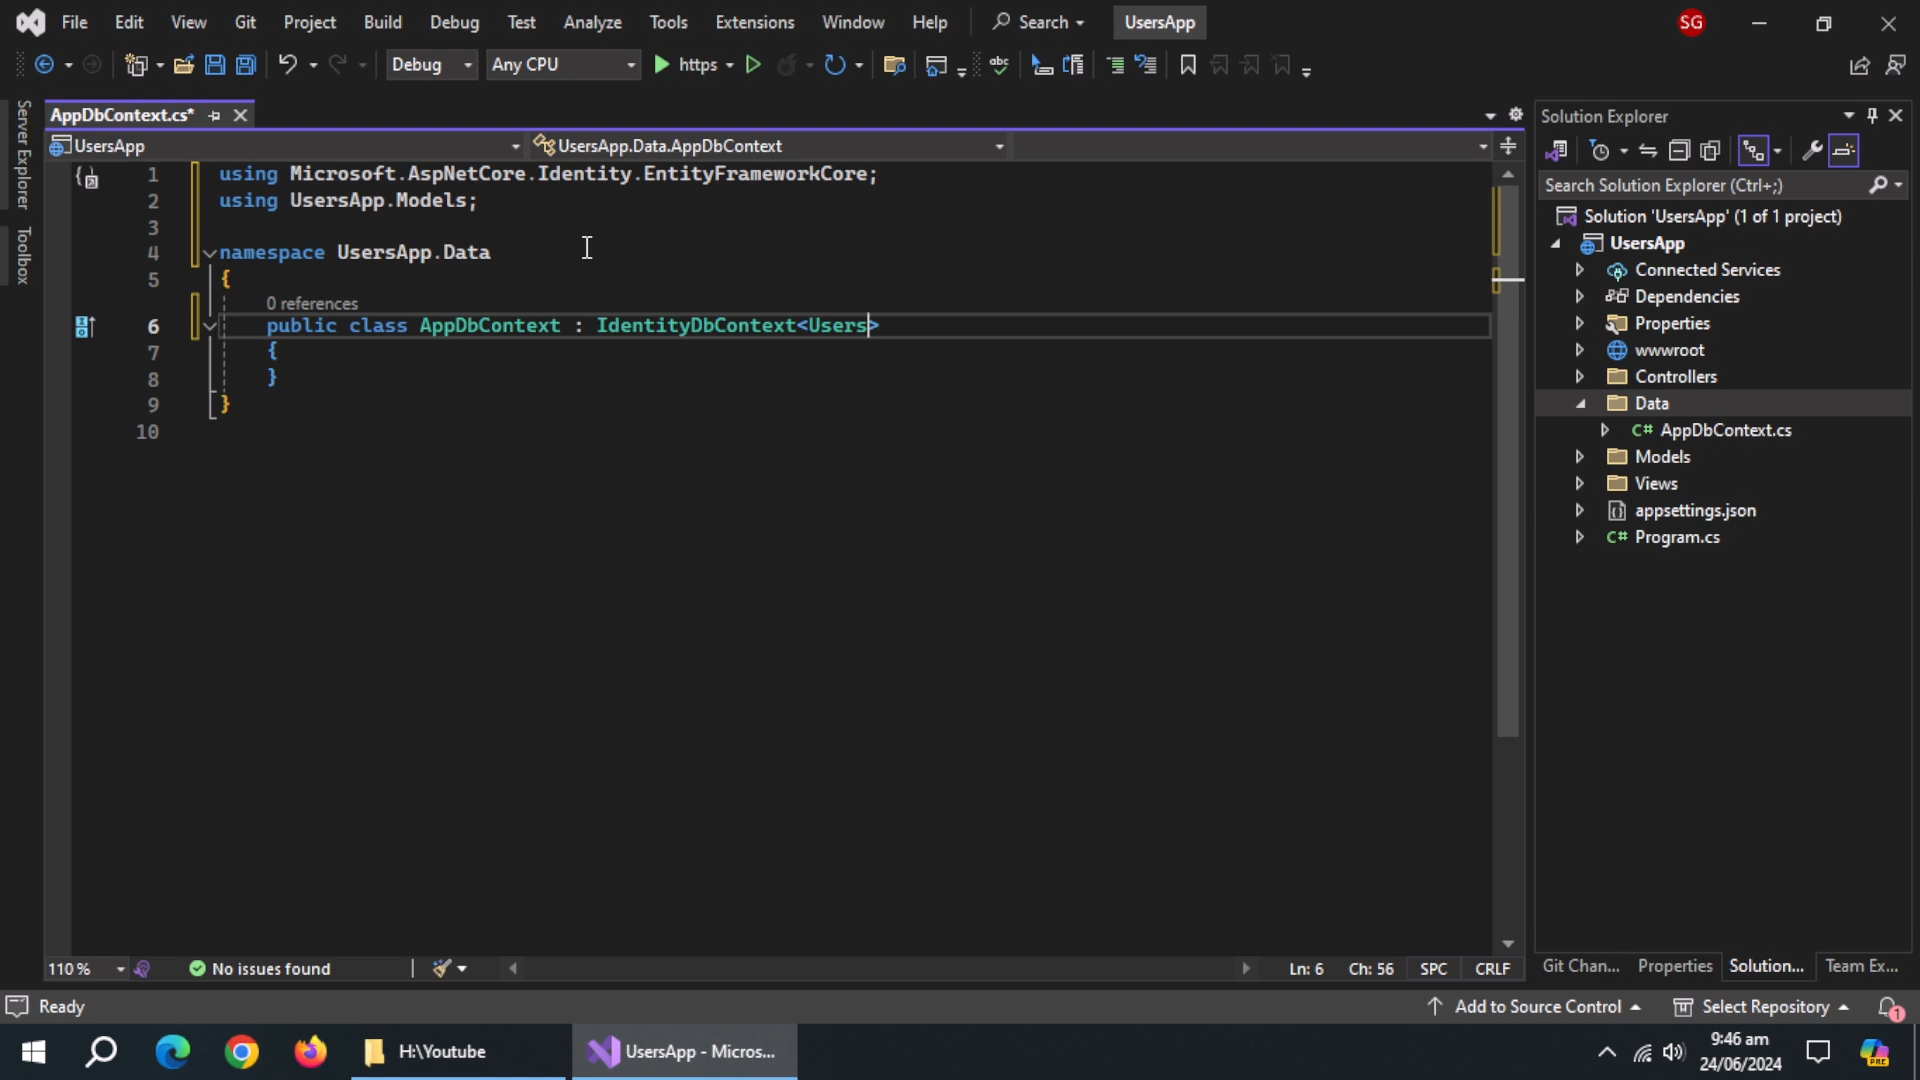 File Edit View Git Project Build Debug Test Analyze Tools Extensions Window Help Search UsersApp SG
Debug Any CPU https abc
Server Explorer
Toolbox
AppDbContext.cs*
UsersApp UsersApp.Data.AppDbContext
1 using Microsoft.AspNetCore.Identity.EntityFrameworkCore;
2 using UsersApp.Models;
3
4 namespace UsersApp.Data
5 {
0 references
6 public class AppDbContext : IdentityDbContext<Users>
7 {
8 }
9 }
10
110 % No issues found Ln: 6 Ch: 56 SPC CRLF
Solution Explorer
Search Solution Explorer (Ctrl+;)
Solution 'UsersApp' (1 of 1 project)
UsersApp
Connected Services
Dependencies
Properties
wwwroot
Controllers
Data
C# AppDbContext.cs
Models
Views
appsettings.json
C# Program.cs
Git Chan... Properties Solution... Team Ex...
Ready Add to Source Control Select Repository 1
H:\Youtube UsersApp - Micros... 9:46 am
24/06/2024
PRE